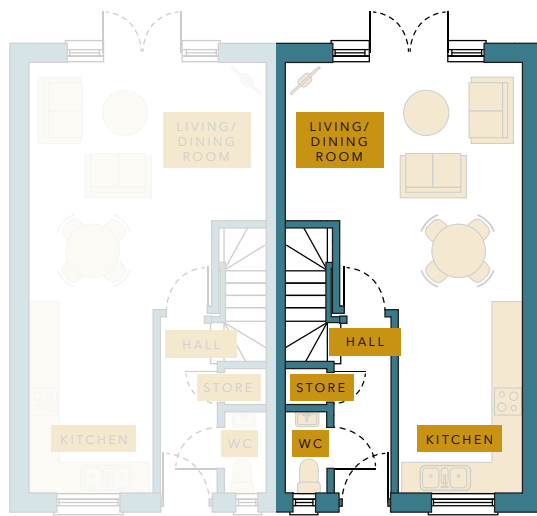 LIVING/
DINING
ROOM
HALL
STORE
WC
KITCHEN
LIVING/
DINING
ROOM
HALL
STORE
WC
KITCHEN